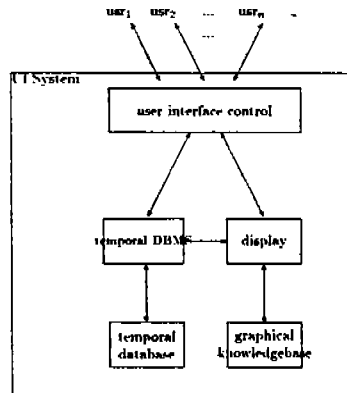 usr1 usr2 ... usrn
...
UI System
user interface control
temporal DBMS
display
temporal
database
graphical
knowledgebase